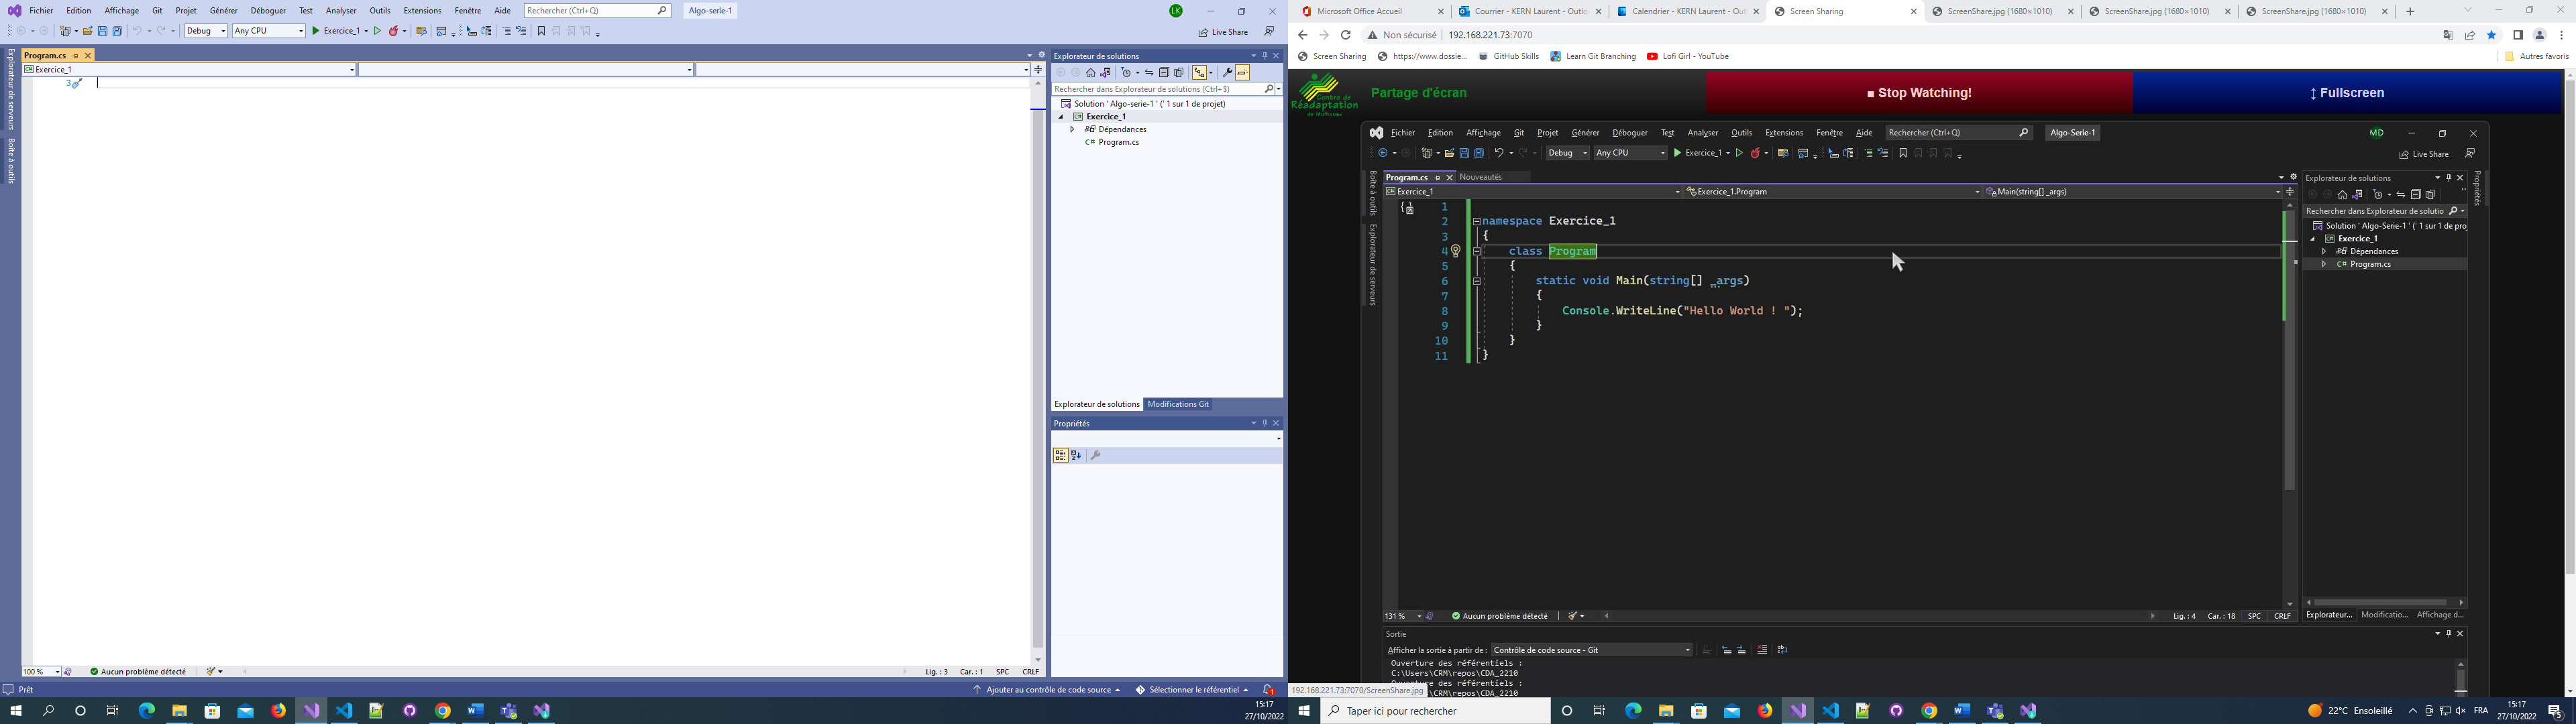 Fichier Edition Affichage Git Projet Générer Déboguer Test Analyser Outils Extensions Fenêtre Aide Rechercher (Ctrl+Q) Algo-serie-1 LK
Debug Any CPU Exercice_1 Live Share
Explorateur de serveurs
Boîte à outils
Program.cs
Exercice_1
3
Explorateur de solutions
Rechercher dans Explorateur de solutions (Ctrl+$)
Solution ' Algo-serie-1 ' (' 1 sur 1 de projet)
Exercice_1
Dépendances
C# Program.cs
Explorateur de solutions Modifications Git
Propriétés
100 % Aucun problème détecté Lig. : 3 Car. : 1 SPC CRLF
Prêt Ajouter au contrôle de code source Sélectionner le référentiel 1
15:17
27/10/2022
Microsoft Office Accueil Courrier - KERN Laurent - Outlo Calendrier - KERN Laurent - Out Screen Sharing ScreenShare.jpg (1680×1010) ScreenShare.jpg (1680×1010) ScreenShare.jpg (1680×1010)
Non sécurisé 192.168.221.73:7070
Screen Sharing https://www.dossie... GitHub Skills Learn Git Branching Lofi Girl - YouTube Autres favoris
Centre de
Réadaptation
de Mulhouse
Partage d'écran
Stop Watching!
Fullscreen
Fichier Edition Affichage Git Projet Générer Déboguer Test Analyser Outils Extensions Fenêtre Aide Rechercher (Ctrl+Q) Algo-Serie-1 MD
Debug Any CPU Exercice_1 Live Share
Boîte à outils
Explorateur de serveurs
Program.cs Nouveautés
Exercice_1 Exercice_1.Program Main(string[] _args)
1
2 namespace Exercice_1
3 {
4 class Program
5 {
6 static void Main(string[] _args)
7 {
8 Console.WriteLine("Hello World ! ");
9 }
10 }
11 }
Explorateur de solutions
Propriétés
Rechercher dans Explorateur de solutio
Solution ' Algo-Serie-1 ' (' 1 sur 1 de proj
Exercice_1
Dépendances
C# Program.cs
Explorateur... Modificatio... Affichage d...
131 % Aucun problème détecté Lig. : 4 Car. : 18 SPC CRLF
Sortie
Afficher la sortie à partir de : Contrôle de code source - Git
Ouverture des référentiels :
C:\Users\CRM\repos\CDA_2210
Ouverture des référentiels :
\CRM\repos\CDA_2210
192.168.221.73:7070/ScreenShare.jpg
Taper ici pour rechercher
22°C Ensoleillé FRA 15:17
27/10/2022